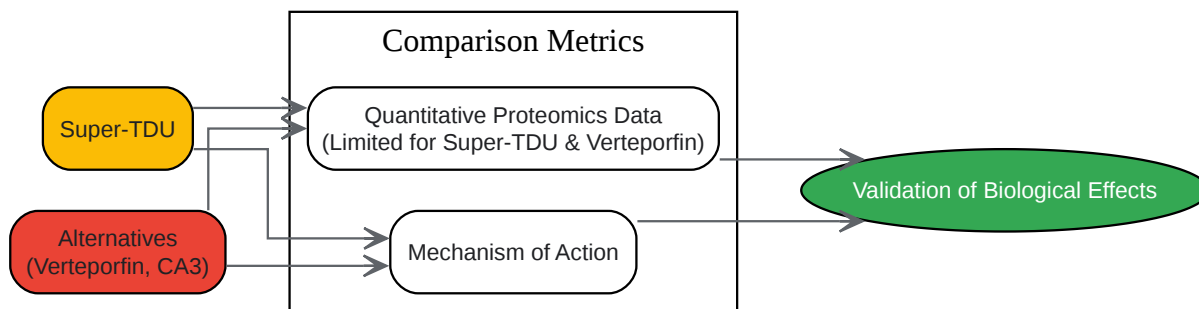 Comparison Metrics
Super-TDU
Quantitative Proteomics Data
(Limited for Super-TDU & Verteporfin)
Validation of Biological Effects
Alternatives
(Verteporfin, CA3)
Mechanism of Action